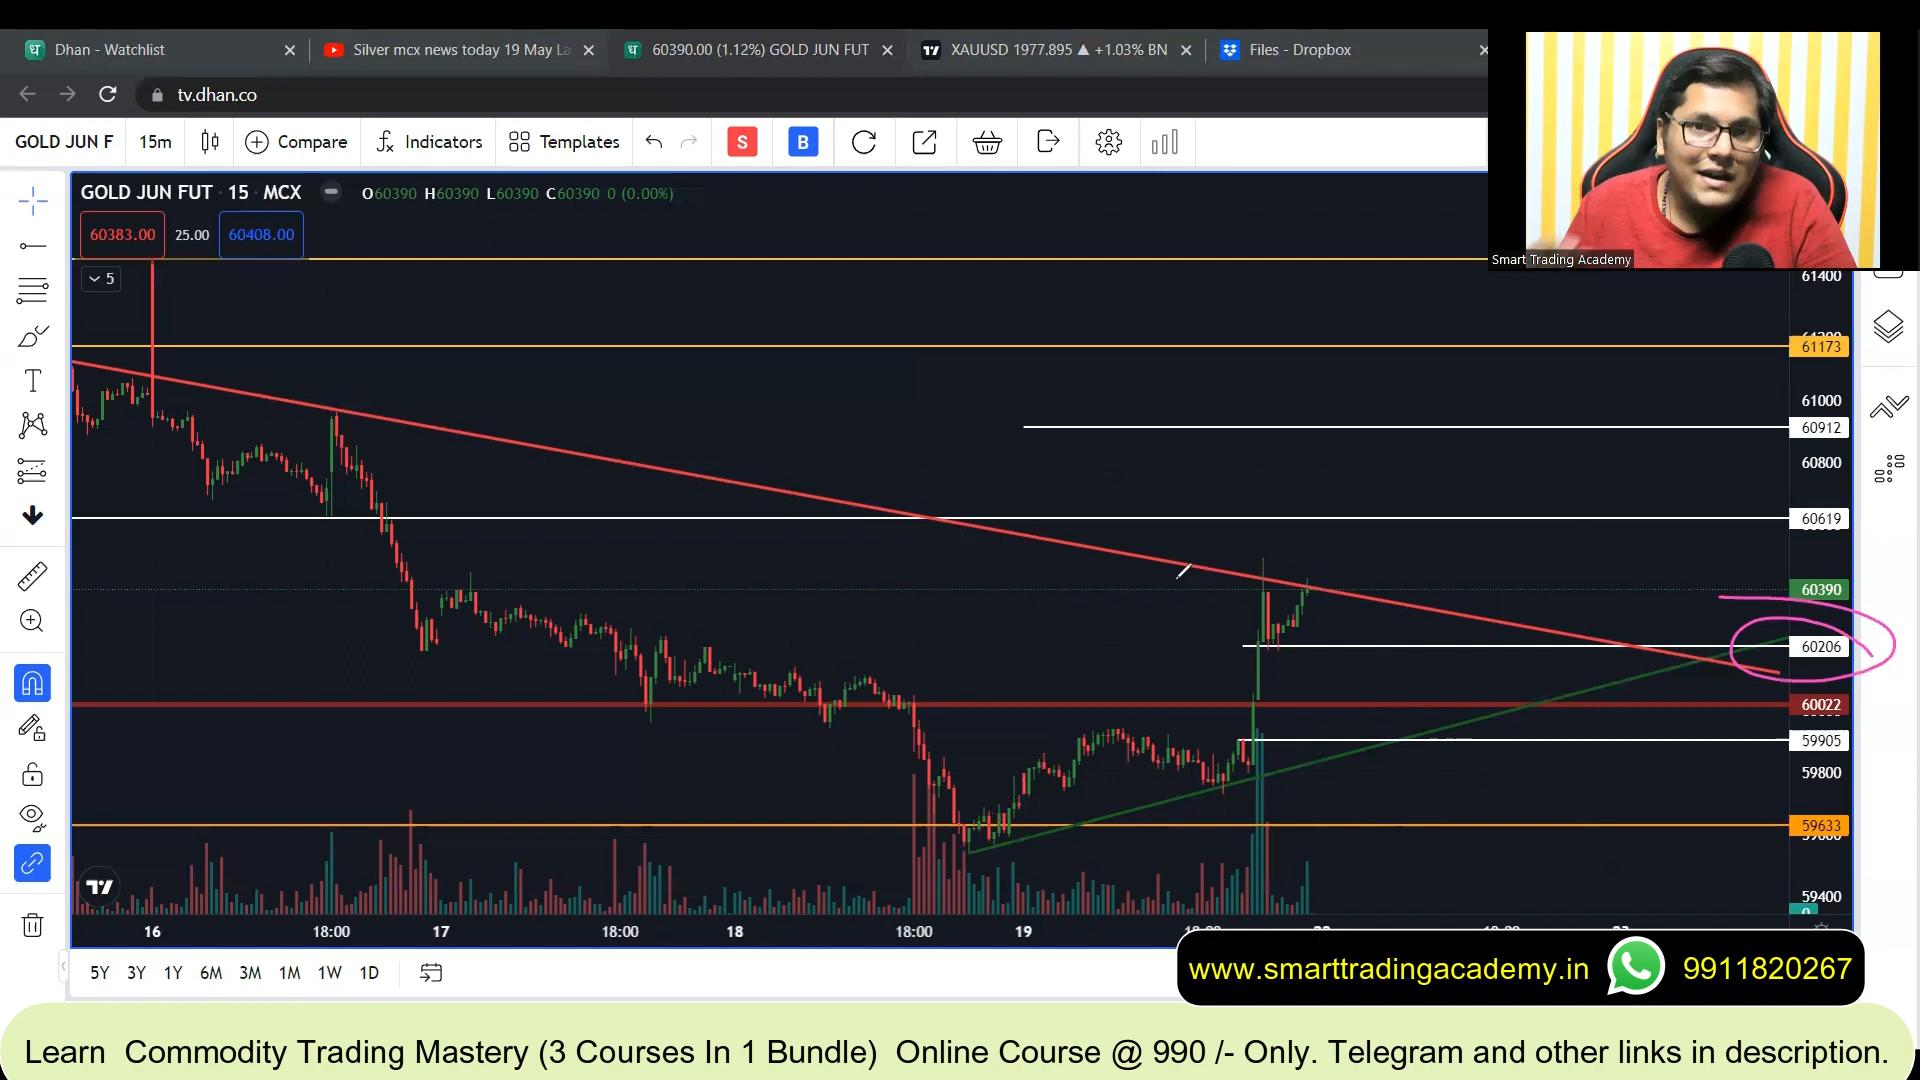 Dhan - Watchlist
Silver mcx news today 19 May La
60390.00 (1.12%) GOLD JUN FUT
XAUUSD 1977.895 ▲ +1.03% BN
Files - Dropbox
tv.dhan.co
GOLD JUN F
15m
Compare
Indicators
Templates
S
B
GOLD JUN FUT · 15 · MCX
O60390 H60390 L60390 C60390 0 (0.00%)
60383.00
25.00
60408.00
5
Smart Trading Academy
61400
61173
61000
60912
60800
60619
60390
60206
60022
59905
59800
59633
59400
0
16
18:00
17
18:00
18
18:00
19
5Y
3Y
1Y
6M
3M
1M
1W
1D
www.smarttradingacademy.in
9911820267
Learn Commodity Trading Mastery (3 Courses In 1 Bundle) Online Course @ 990 /- Only. Telegram and other links in description.